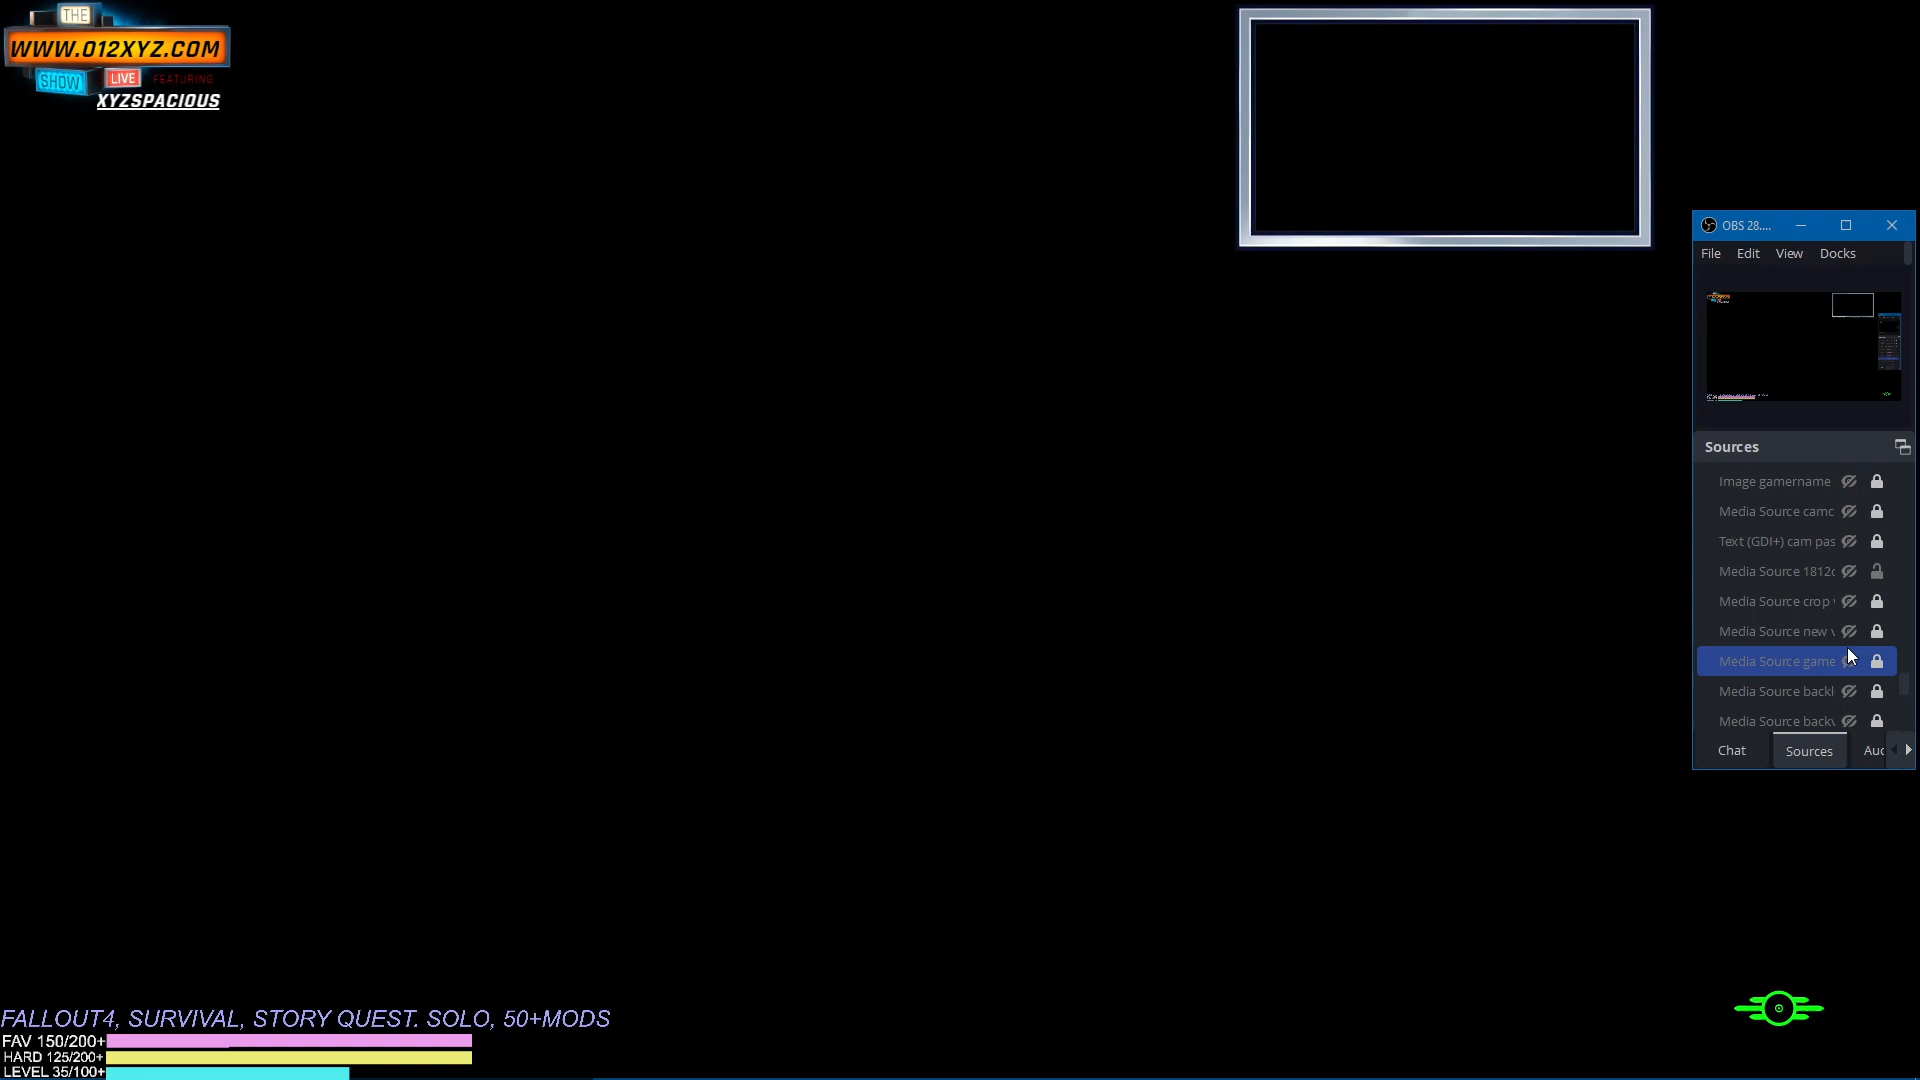 THE
WWW.012XYZ.COM
SHOW LIVE FEATURING
XYZSPACIOUS
OBS 28....
File Edit View Docks
Sources
Image gamername
Media Source camc
Text (GDI+) cam pas
Media Source 1812c
Media Source crop
Media Source new
Media Source game
Media Source backl
Media Source back
Chat Sources Auc
FALLOUT4, SURVIVAL, STORY QUEST. SOLO, 50+MODS
FAV 150/200+
HARD 125/200+
LEVEL 35/100+